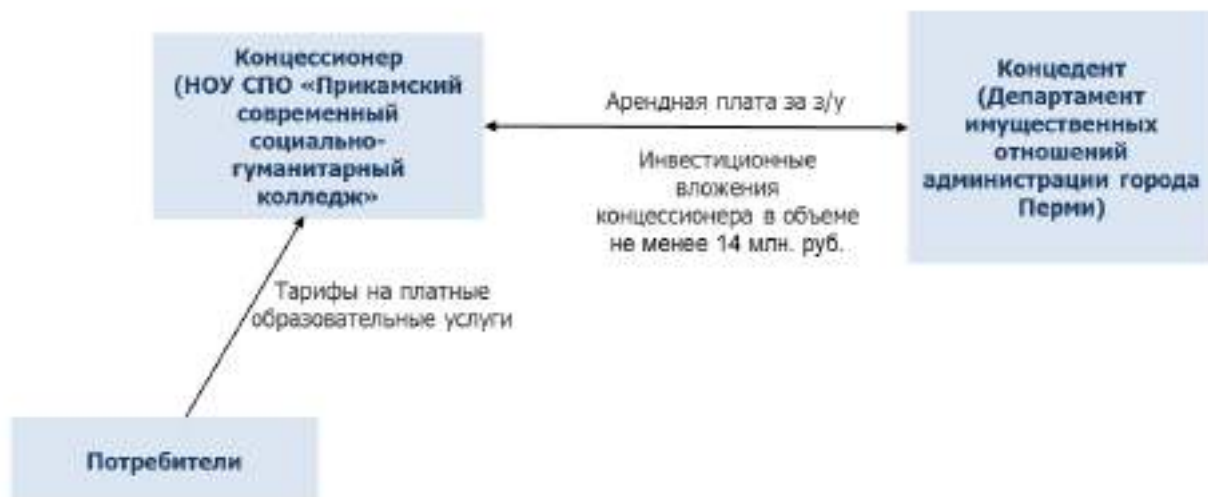 Концессионер
(НОУ СПО «Прикамский
современный
социально-
гуманитарный
колледж»
Арендная плата за з/у
Инвестиционные
вложения
концессионера в объеме
не менее 14 млн. руб.
Концедент
(Департамент
имущественных
отношений
администрации города
Перми)
Тарифы на платные
образовательные услуги
Потребители